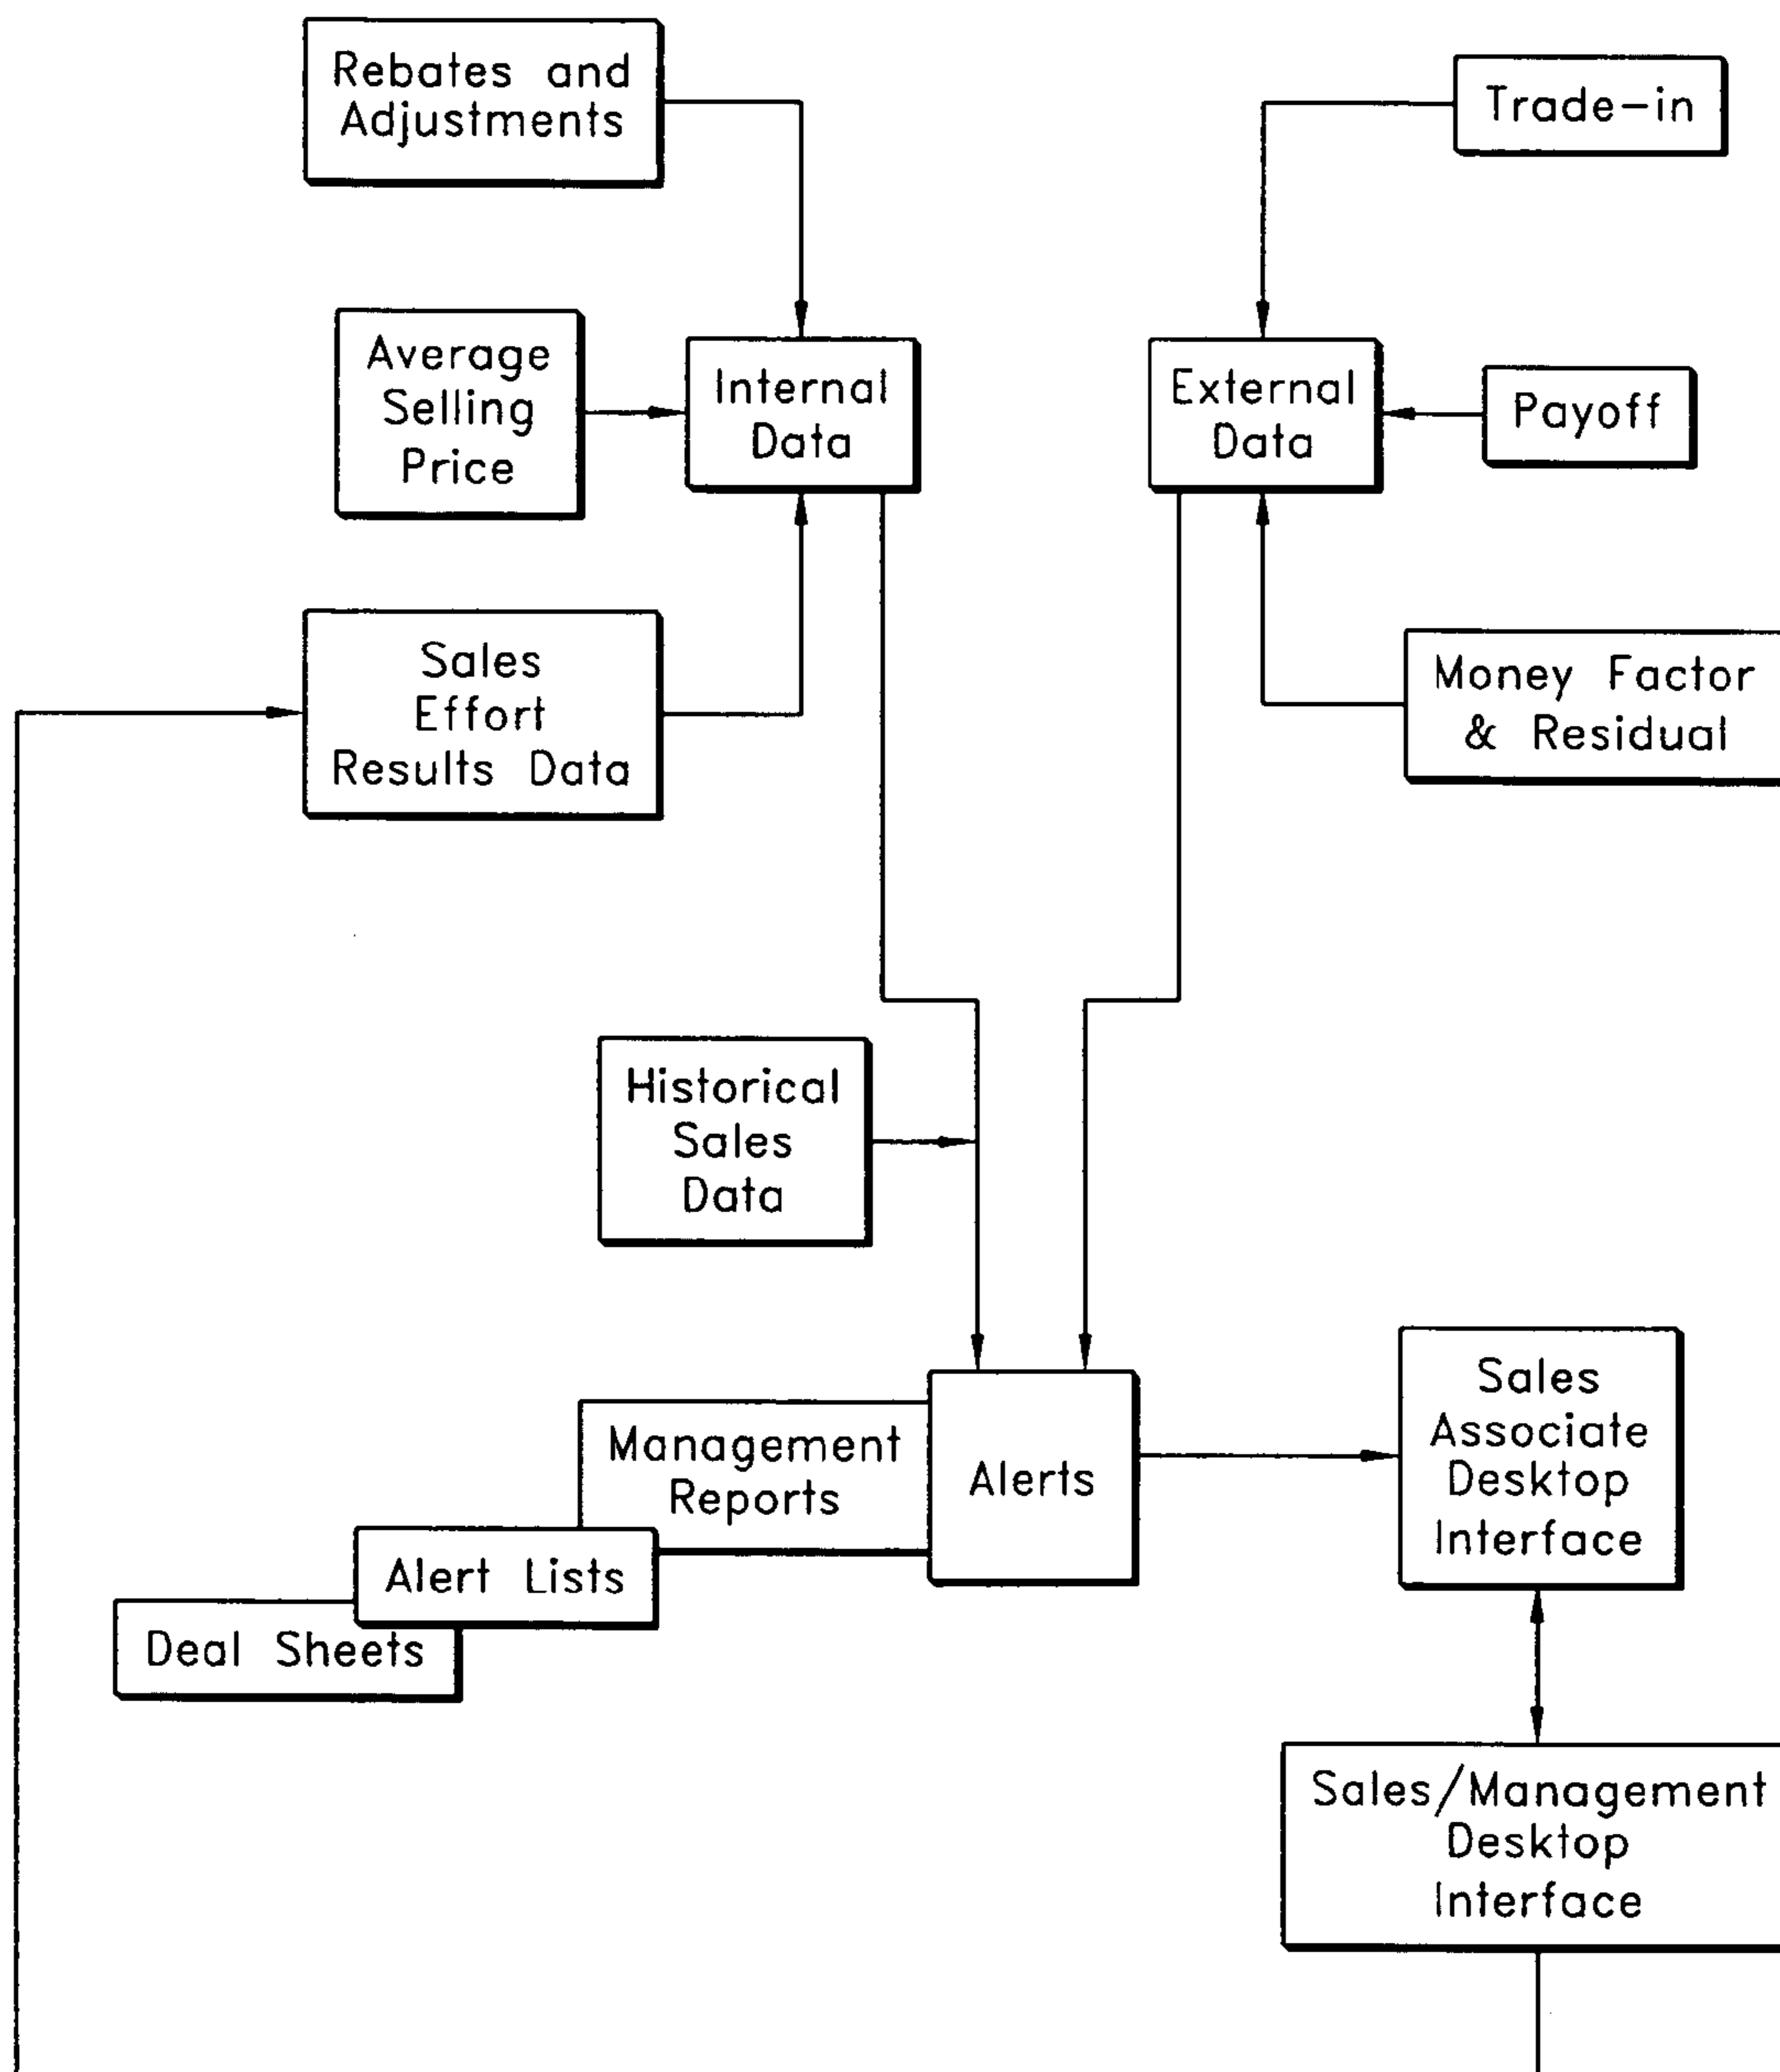 Rebates and
Adjustments
Trade-in
Average
Selling
Price
Internal
Data
External
Data
Payoff
Sales
Effort
Results Data
Money Factor
& Residual
Historical
Sales
Data
Management
Reports
Alerts
Sales
Associate
Desktop
Interface
Alert Lists
Deal Sheets
Sales/Management
Desktop
Interface